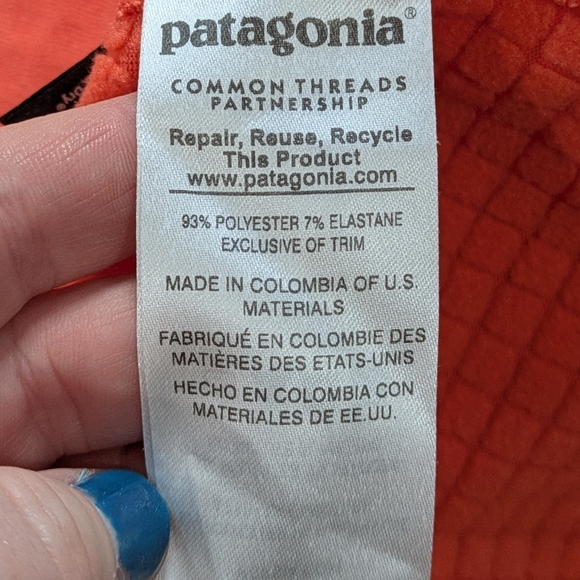 patagonia®
COMMON THREADS
PARTNERSHIP
Repair, Reuse, Recycle
This Product
www.patagonia.com
93% POLYESTER 7% ELASTANE
EXCLUSIVE OF TRIM
MADE IN COLOMBIA OF U.S.
MATERIALS
FABRIQUÉ EN COLOMBIE DES
MATIÈRES DES ETATS-UNIS
HECHO EN COLOMBIA CON
MATERIALES DE EE.UU.